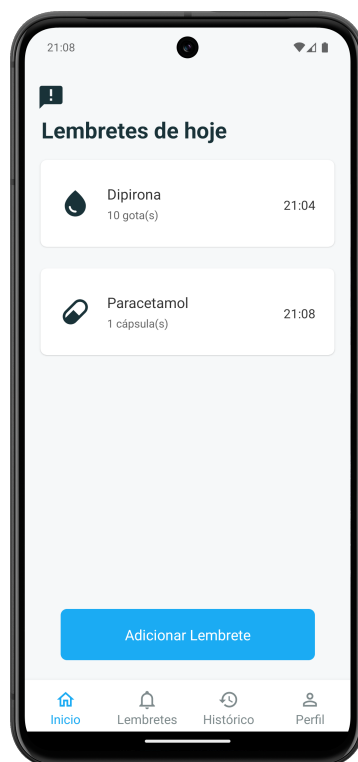 21:08
Lembretes de hoje
Dipirona
10 gota(s)
21:04
Paracetamol
1 cápsula(s)
21:08
Adicionar Lembrete
Inicio
Lembretes
Histórico
Perfil